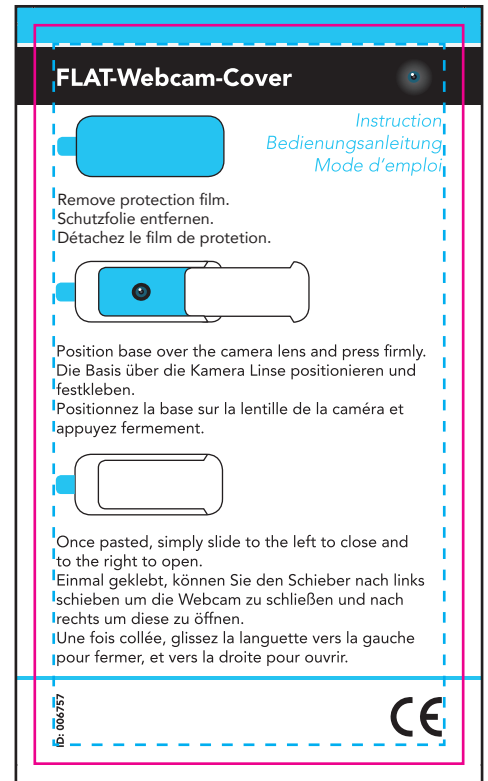 FLAT-Webcam-Cover
Instruction
Bedienungsanleitung
Mode d'emploi
Remove protection film.
Schutzfolie entfernen.
Détachez le film de protetion.
Position base over the camera lens and press firmly.
Die Basis über die Kamera Linse positionieren und
festkleben.
Positionnez la base sur la lentille de la caméra et
appuyez fermement.
Once pasted, simply slide to the left to close and
to the right to open.
Einmal geklebt, können Sie den Schieber nach links
schieben um die Webcam zu schließen und nach
rechts um diese zu öffnen.
Une fois collée, glissez la languette vers la gauche
pour fermer, et vers la droite pour ouvrir.
ID: 006757
CE